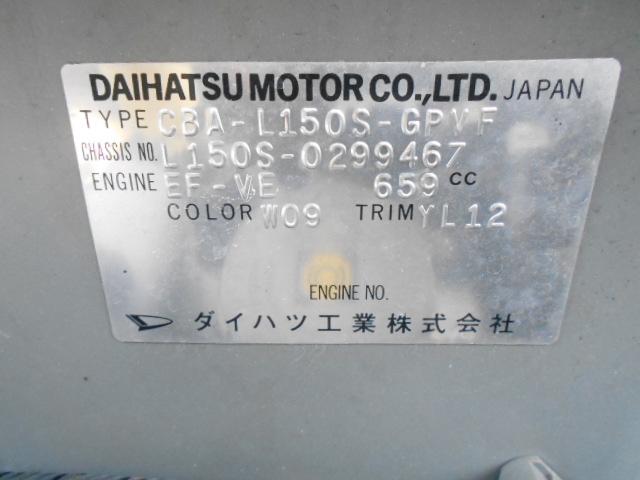 DAIHATSU MOTOR CO.,LTD. JAPAN
TYPE CBA-L150S-GPVF
CHASSIS NO. L150S-0299467
ENGINE EF-VE 659 CC
COLOR W09 TRIM YL12
ENGINE NO.
ダイハツ工業株式会社